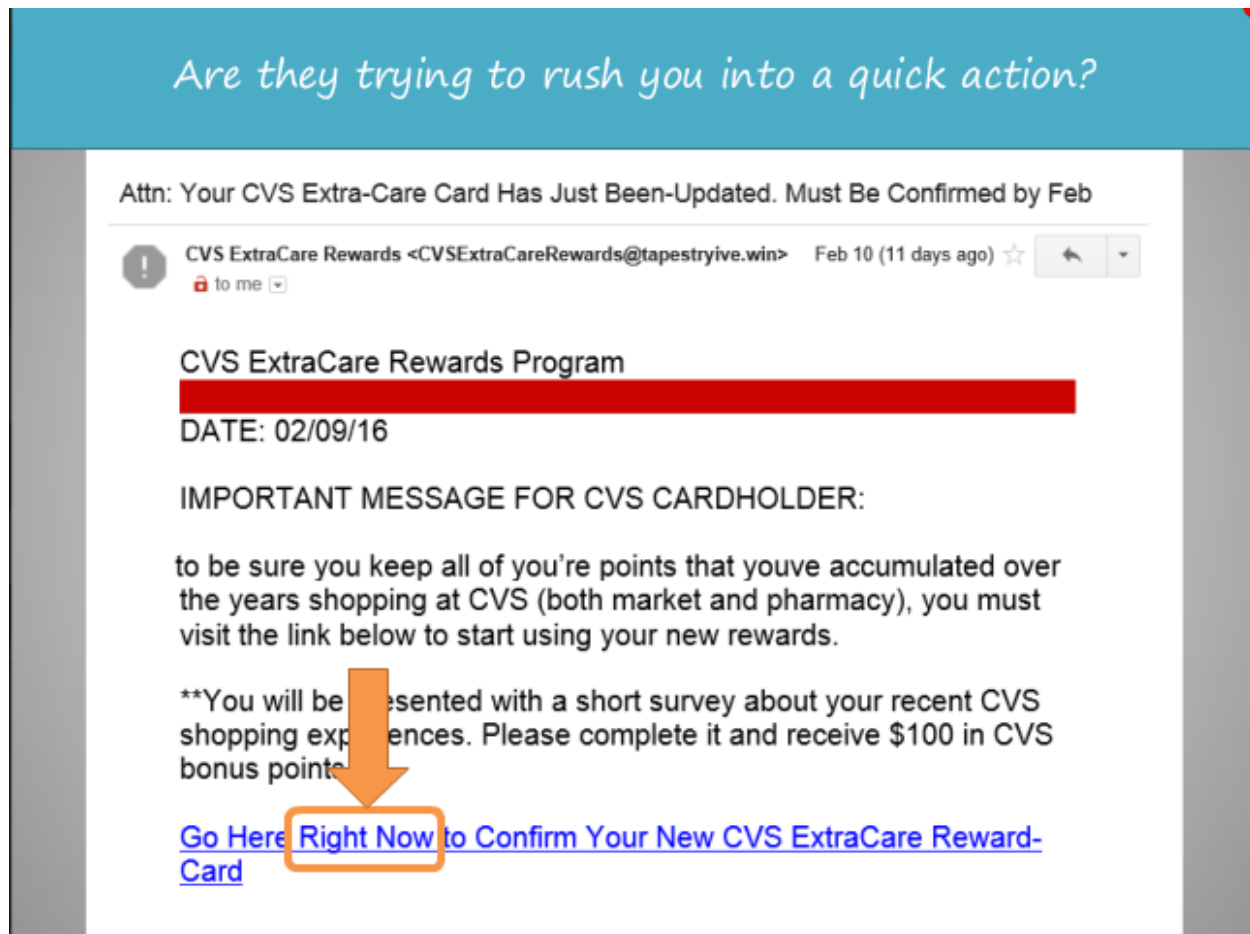 Are they trying to rush you into a quick action?
Attn: Your CVS Extra-Care Card Has Just Been-Updated. Must Be Confirmed by Feb
CVS ExtraCare Rewards <CVSExtraCareRewards@tapestryive.win> Feb 10 (11 days ago)
to me
CVS ExtraCare Rewards Program
DATE: 02/09/16
IMPORTANT MESSAGE FOR CVS CARDHOLDER:
to be sure you keep all of you're points that youve accumulated over
the years shopping at CVS (both market and pharmacy), you must
visit the link below to start using your new rewards.
**You will be presented with a short survey about your recent CVS
shopping experiences. Please complete it and receive $100 in CVS
bonus points
Go Here Right Now to Confirm Your New CVS ExtraCare Reward-
Card